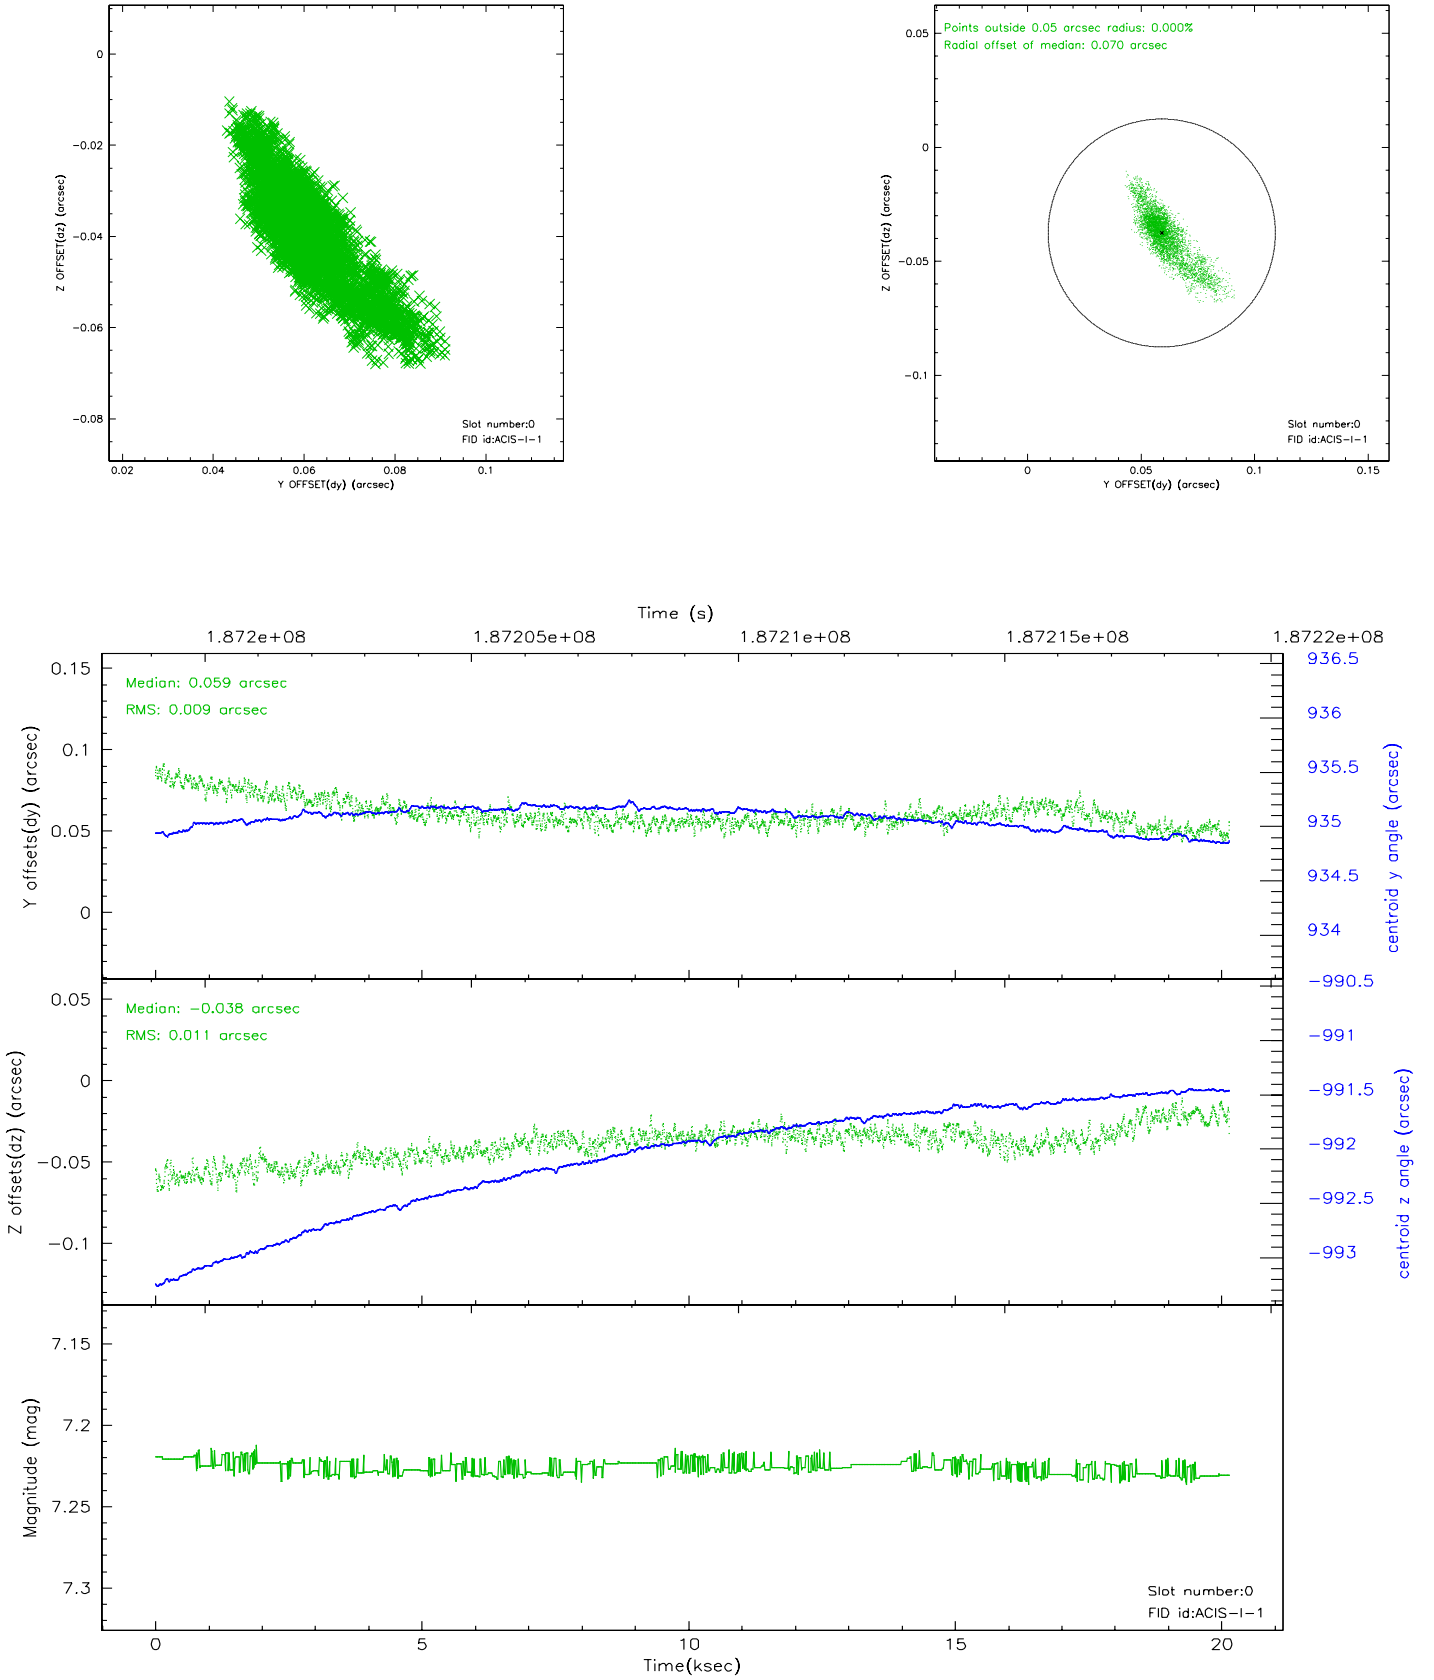 0
−0.02
−0.04
−0.06
−0.08
Z OFFSET(dz) (arcsec)
Slot number:0
FID id:ACIS−I−1
0.02 0.04 0.06 0.08 0.1
Y OFFSET(dy) (arcsec)
Points outside 0.05 arcsec radius: 0.000%
Radial offset of median: 0.070 arcsec
0.05
0
−0.05
−0.1
Z OFFSET(dz) (arcsec)
Slot number:0
FID id:ACIS−I−1
0 0.05 0.1 0.15
Y OFFSET(dy) (arcsec)
Time (s)
1.872e+08 1.87205e+08 1.8721e+08 1.87215e+08 1.8722e+08
Median: 0.059 arcsec
RMS: 0.009 arcsec
0.15
0.1
0.05
0
Y offsets(dy) (arcsec)
936.5
936
935.5
935
934.5
934
centroid y angle (arcsec)
Median: −0.038 arcsec
RMS: 0.011 arcsec
0.05
0
−0.05
−0.1
Z offsets(dz) (arcsec)
−990.5
−991
−991.5
−992
−992.5
−993
centroid z angle (arcsec)
7.15
7.2
7.25
7.3
Magnitude (mag)
Slot number:0
FID id:ACIS−I−1
0 5 10 15 20
Time(ksec)